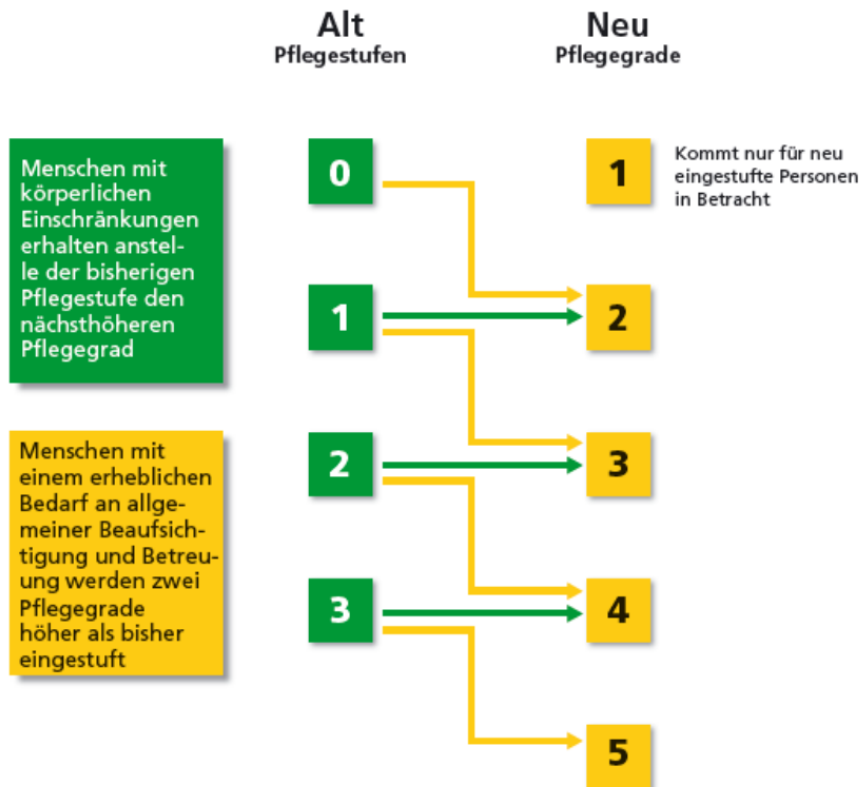 Alt
Pflegestufen
Neu
Pflegegrade
Menschen mit
körperlichen
Einschränkungen
erhalten anstel-
le der bisherigen
Pflegestufe den
nächsthöheren
Pflegegrad
0
1
Kommt nur für neu
eingestufte Personen
in Betracht
1
2
Menschen mit
einem erheblichen
Bedarf an allge-
meiner Beaufsich-
tigung und Betreu-
ung werden zwei
Pflegegrade
höher als bisher
eingestuft
2
3
3
4
5